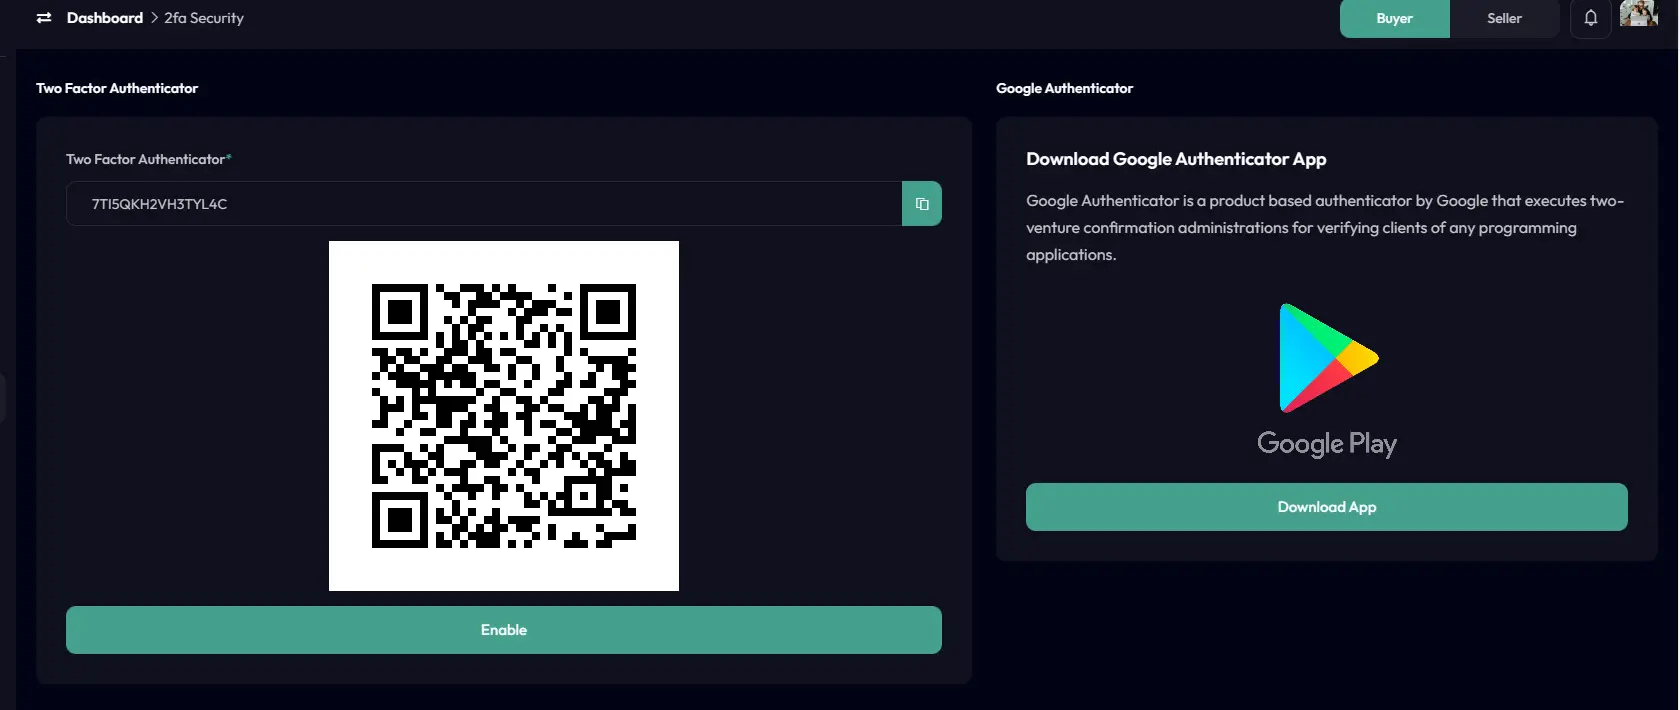 Dashboard > 2fa Security
Buyer
Seller
Two Factor Authenticator
Two Factor Authenticator*
7TI5QKH2VH3TYL4C
Enable
Google Authenticator
Download Google Authenticator App
Google Authenticator is a product based authenticator by Google that executes two-
venture confirmation administrations for verifying clients of any programming
applications.
Google Play
Download App